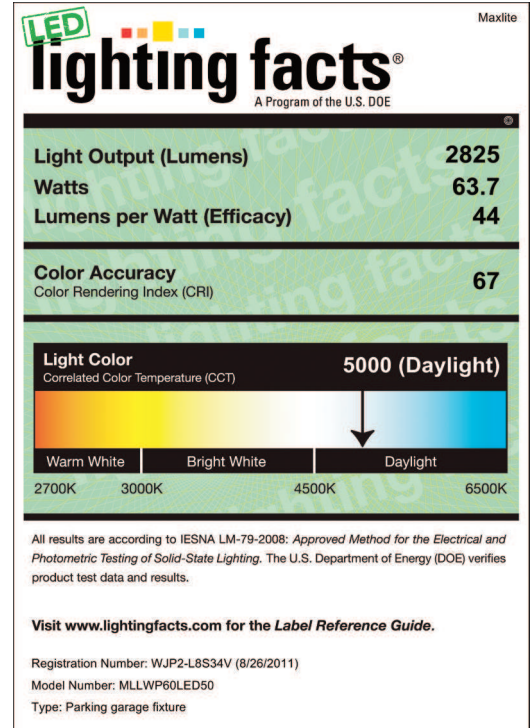 Maxlite
LED
lighting facts®
A Program of the U.S. DOE
©
Light Output (Lumens) 2825
Watts 63.7
Lumens per Watt (Efficacy) 44
Color Accuracy
Color Rendering Index (CRI) 67
Light Color
Correlated Color Temperature (CCT)
5000 (Daylight)
Warm White Bright White Daylight
2700K 3000K 4500K 6500K
All results are according to IESNA LM-79-2008: Approved Method for the Electrical and
Photometric Testing of Solid-State Lighting. The U.S. Department of Energy (DOE) verifies
product test data and results.
Visit www.lightingfacts.com for the Label Reference Guide.
Registration Number: WJP2-L8S34V (8/26/2011)
Model Number: MLLWP60LED50
Type: Parking garage fixture